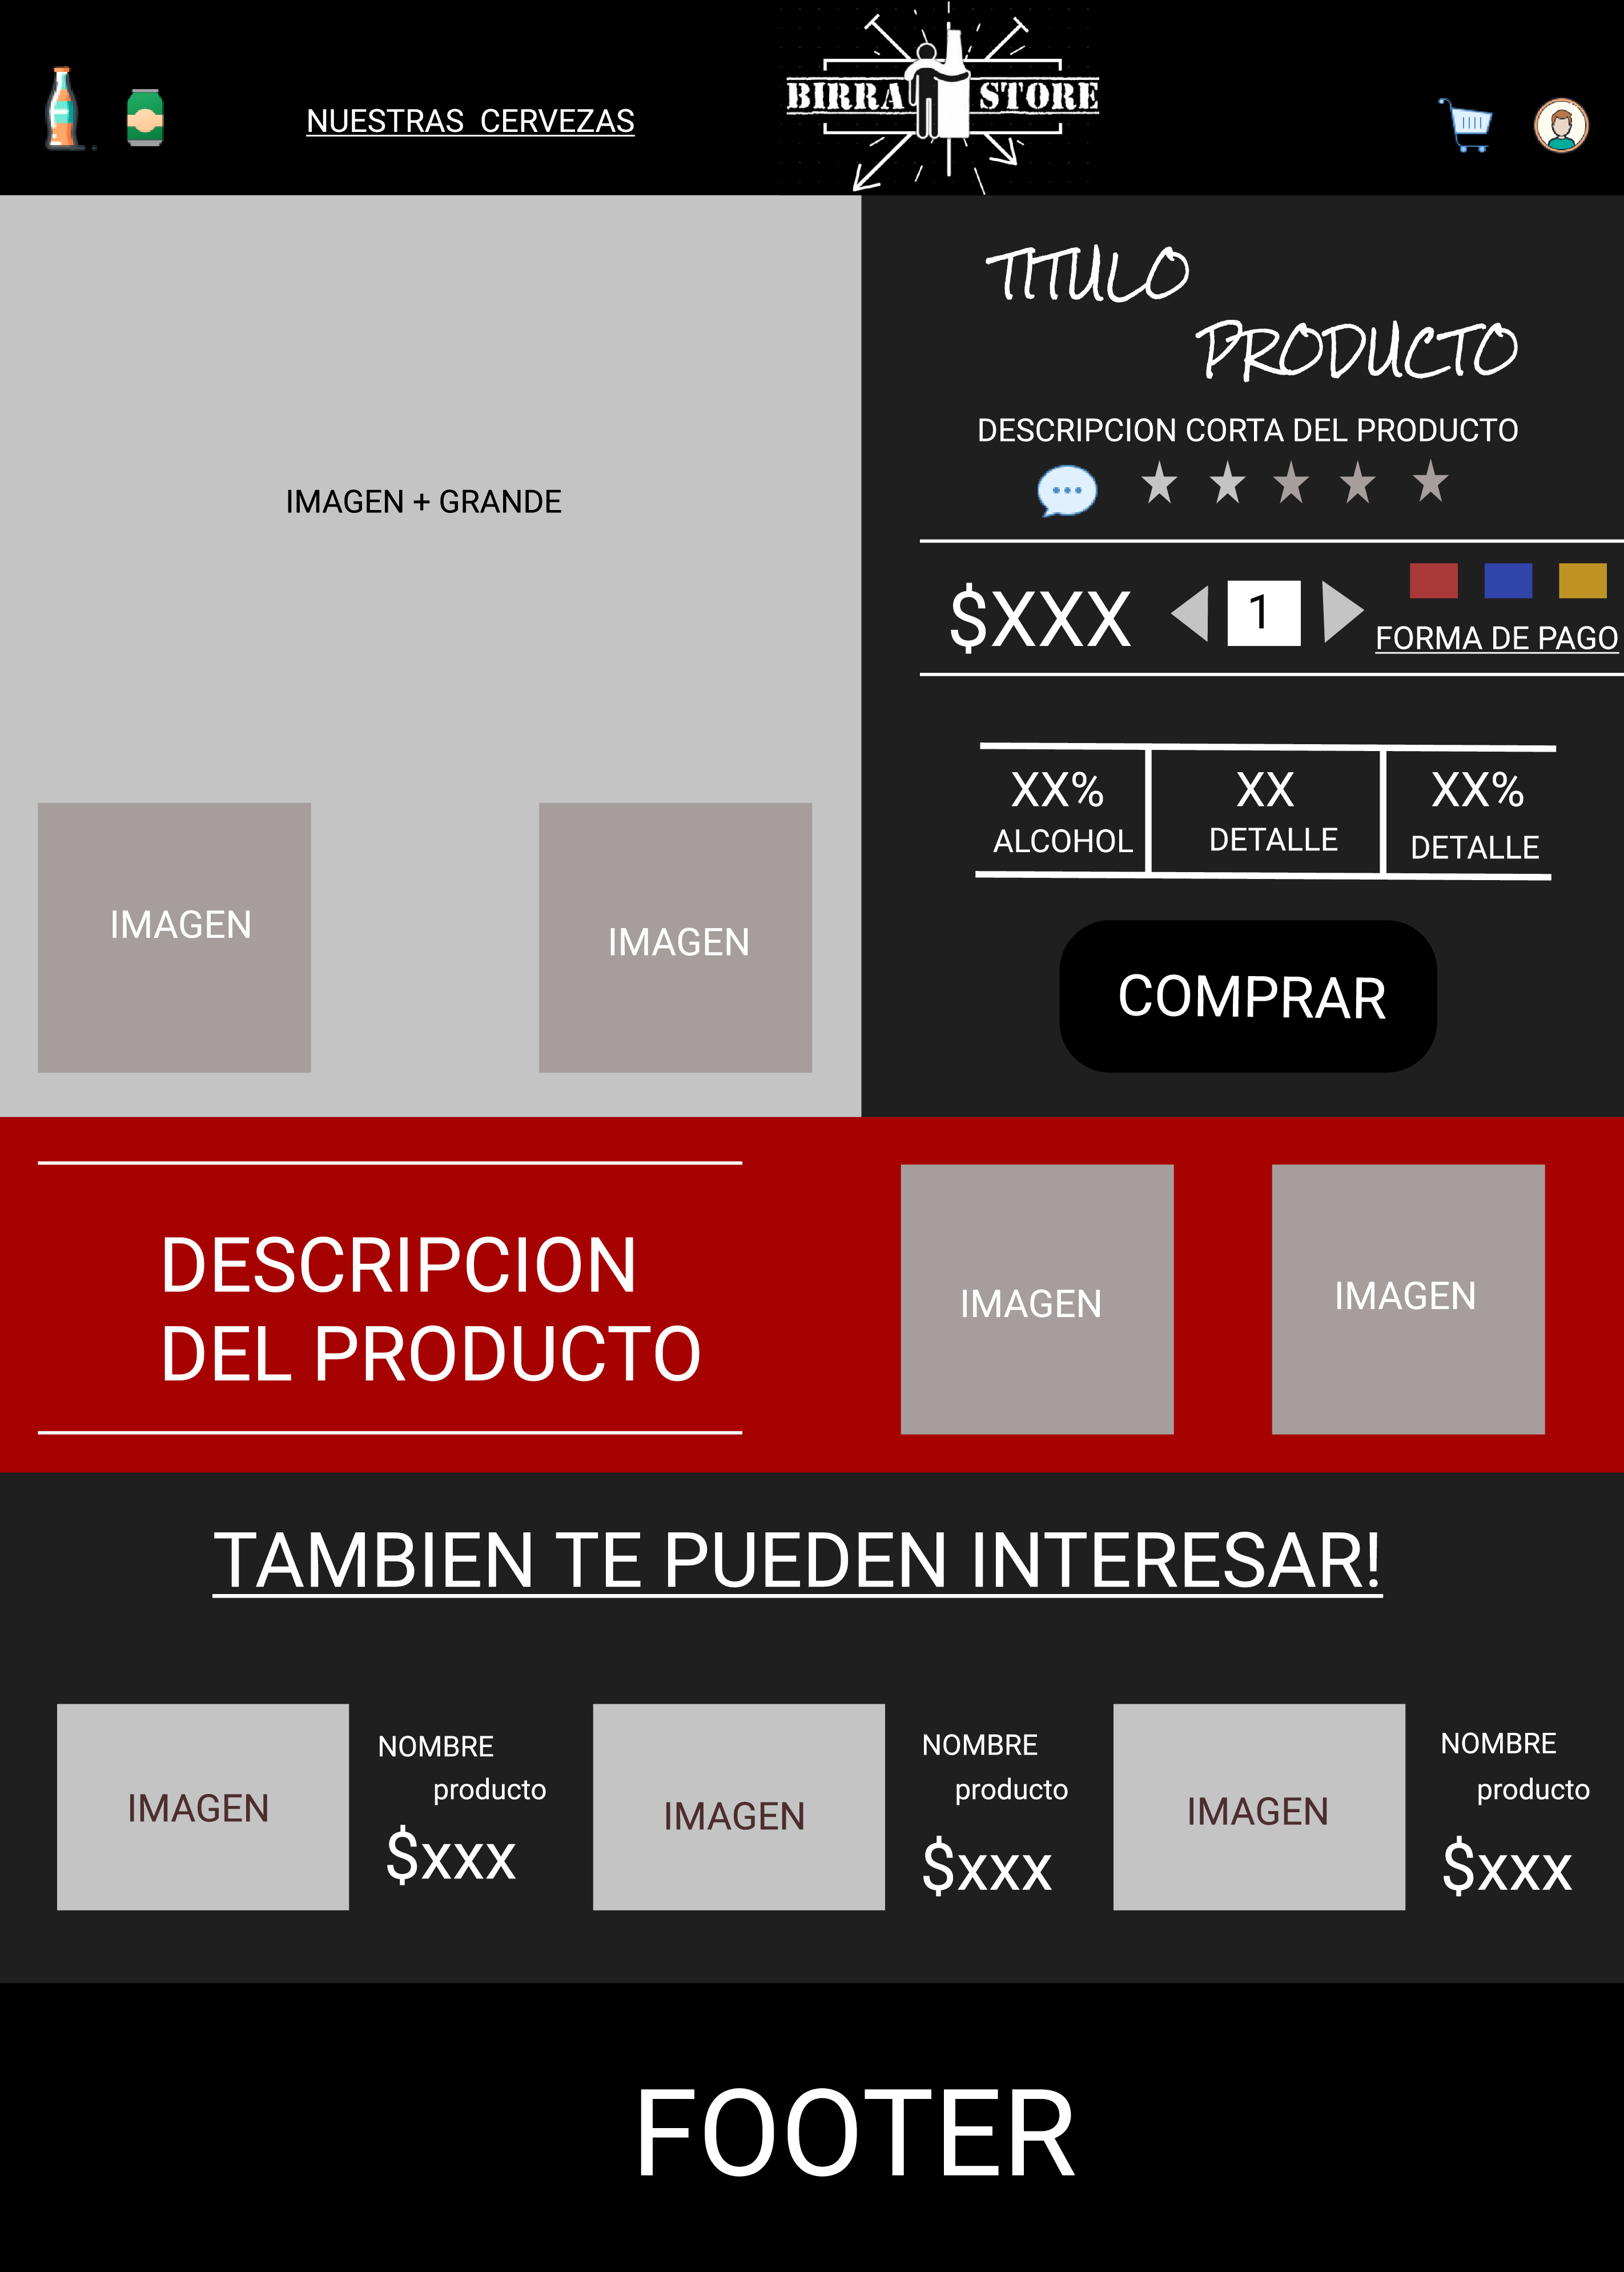 NUESTRAS CERVEZAS
BIRRA STORE
TITULO
PRODUCTO
DESCRIPCION CORTA DEL PRODUCTO
IMAGEN + GRANDE
$XXX
1
FORMA DE PAGO
XX%
ALCOHOL
XX
DETALLE
XX%
DETALLE
IMAGEN
IMAGEN
COMPRAR
DESCRIPCION
DEL PRODUCTO
IMAGEN
IMAGEN
TAMBIEN TE PUEDEN INTERESAR!
IMAGEN
NOMBRE
producto
$xxx
IMAGEN
NOMBRE
producto
$xxx
IMAGEN
NOMBRE
producto
$xxx
FOOTER